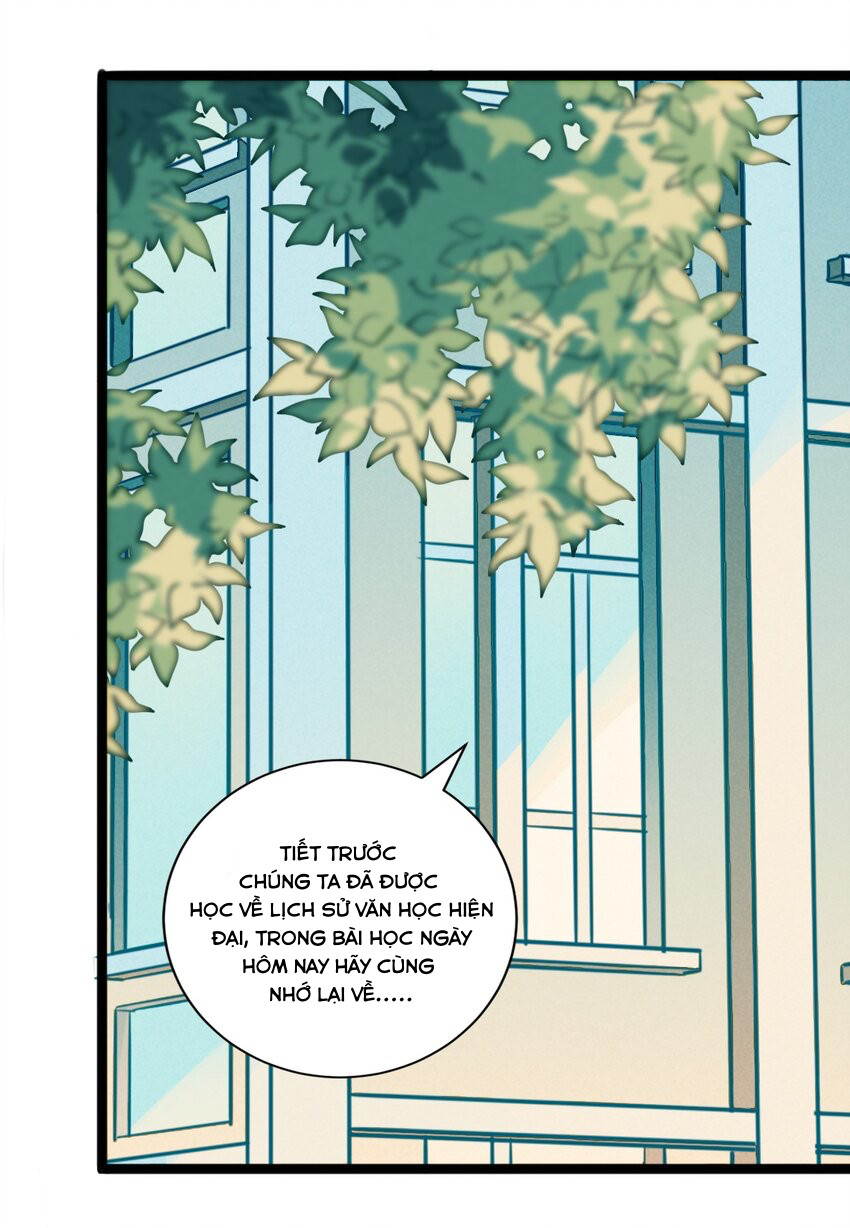 TIẾT TRƯỚC
CHÚNG TA ĐÃ ĐƯỢC
HỌC VỀ LỊCH SỬ VĂN HỌC HIỆN
ĐẠI, TRONG BÀI HỌC NGÀY
HÔM NAY HÃY CÙNG
NHỚ LẠI VỀ.....